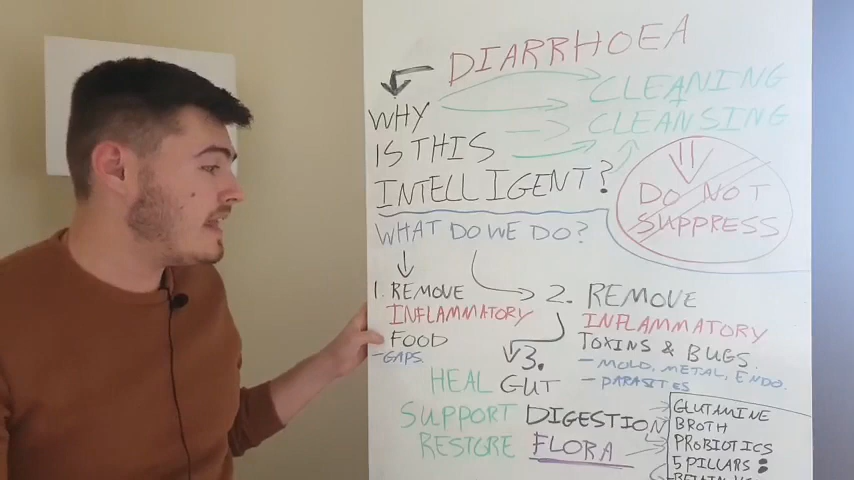 DIARRHOEA
WHY
IS THIS
INTELLIGENT?
CLEANING
CLEANSING
DO NOT
SUPPRESS
WHAT DO WE DO?
1. REMOVE
INFLAMMATORY
FOOD
- GAPS
2. REMOVE
INFLAMMATORY
TOXINS & BUGS.
- MOLD, METAL, ENDO.
- PARASITES
3.
HEAL GUT
SUPPORT DIGESTION
RESTORE FLORA
GLUTAMINE
BROTH
PROBIOTICS
5 PILLARS